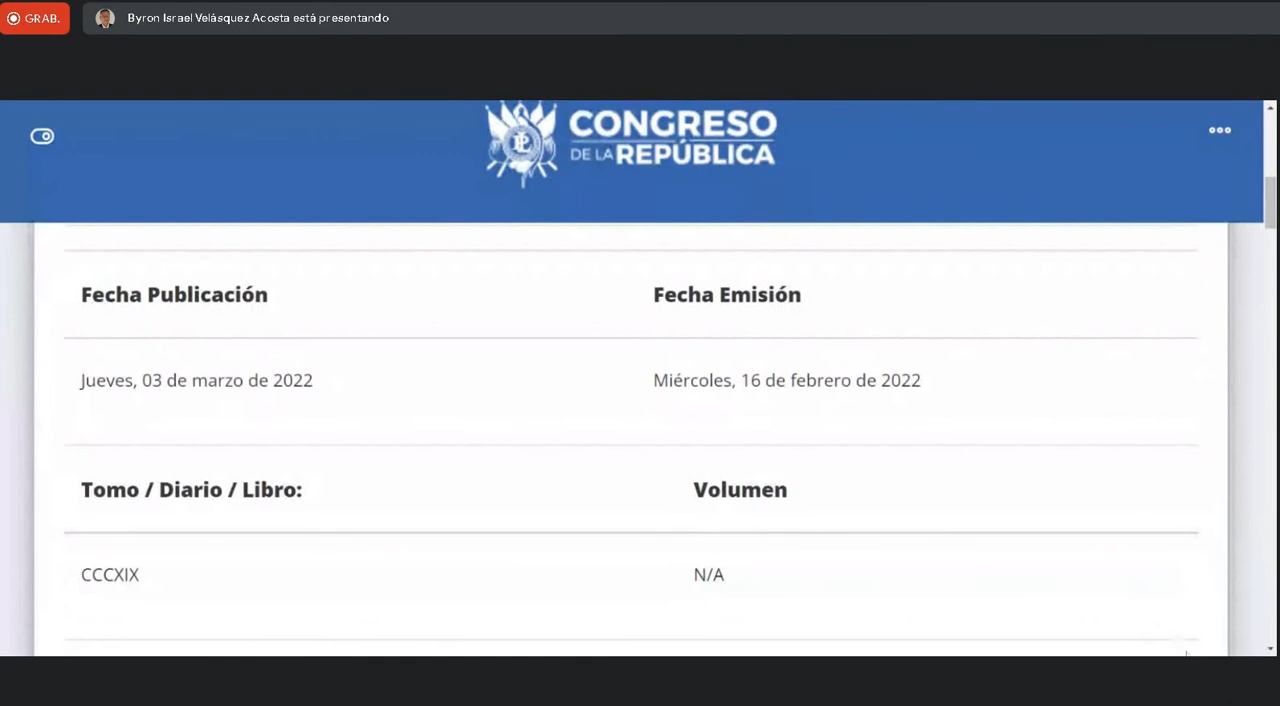 GRAB.
Byron Israel Velásquez Acosta está presentando
CONGRESO
DE LA REPÚBLICA
Fecha Publicación
Fecha Emisión
Jueves, 03 de marzo de 2022
Miércoles, 16 de febrero de 2022
Tomo / Diario / Libro:
Volumen
CCCXIX
N/A